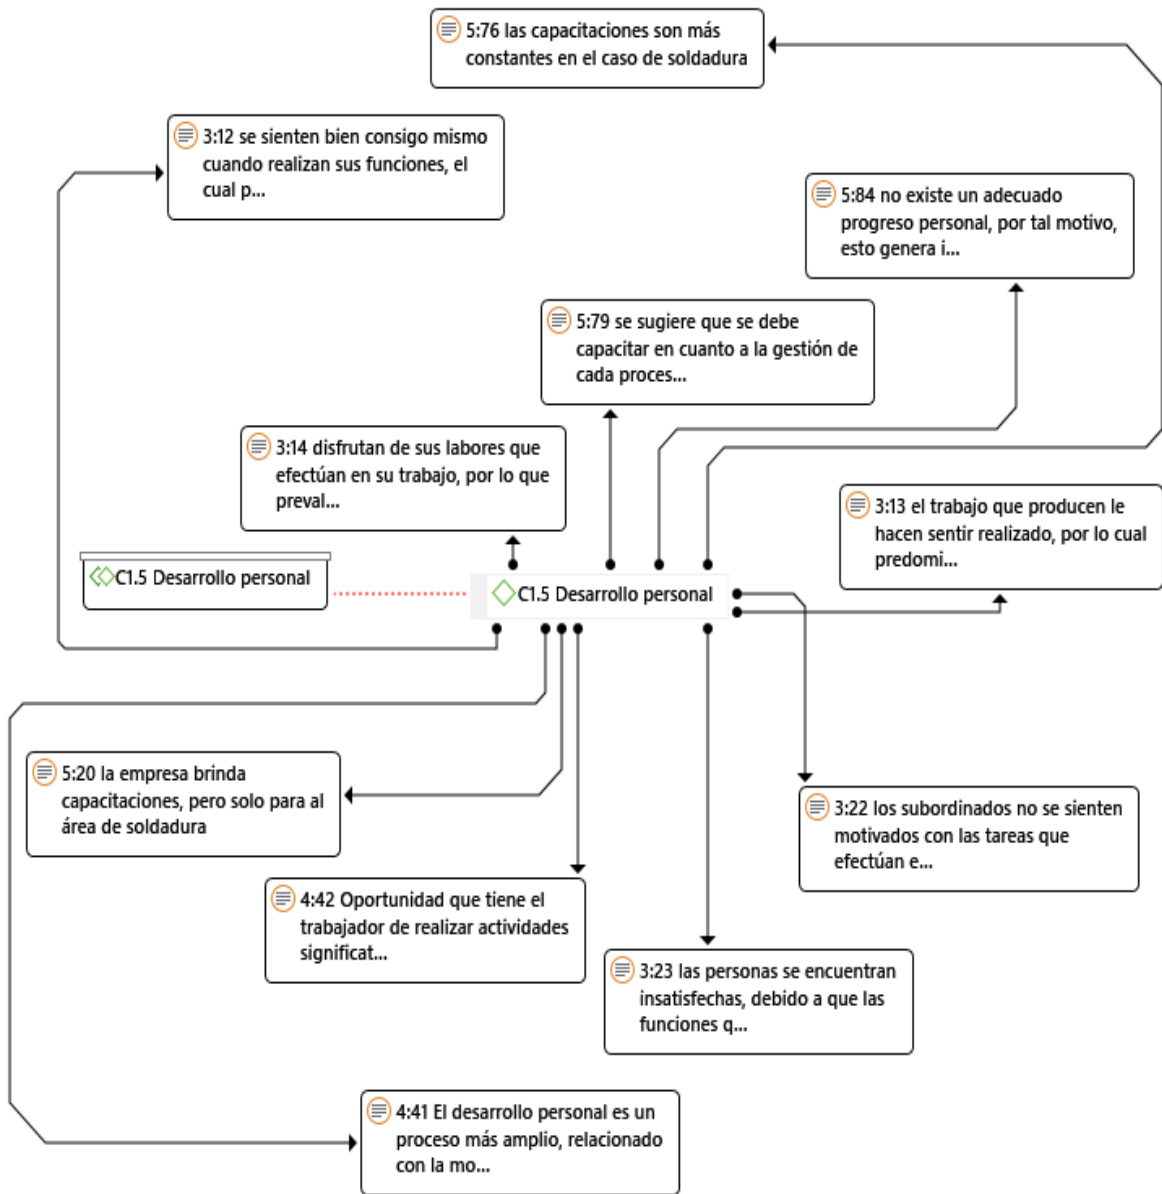 5:76 las capacitaciones son más
constantes en el caso de soldadura
3:12 se sienten bien consigo mismo
cuando realizan sus funciones, el
cual p...
5:84 no existe un adecuado
progreso personal, por tal motivo,
esto genera i...
5:79 se sugiere que se debe
capacitar en cuanto a la gestión de
cada proces...
3:14 disfrutan de sus labores que
efectúan en su trabajo, por lo que
preval...
3:13 el trabajo que producen le
hacen sentir realizado, por lo cual
predomi...
C1.5 Desarrollo personal
C1.5 Desarrollo personal
5:20 la empresa brinda
capacitaciones, pero solo para al
área de soldadura
3:22 los subordinados no se sienten
motivados con las tareas que
efectúan e...
4:42 Oportunidad que tiene el
trabajador de realizar actividades
significat...
3:23 las personas se encuentran
insatisfechas, debido a que las
funciones q...
4:41 El desarrollo personal es un
proceso más amplio, relacionado
con la mo...